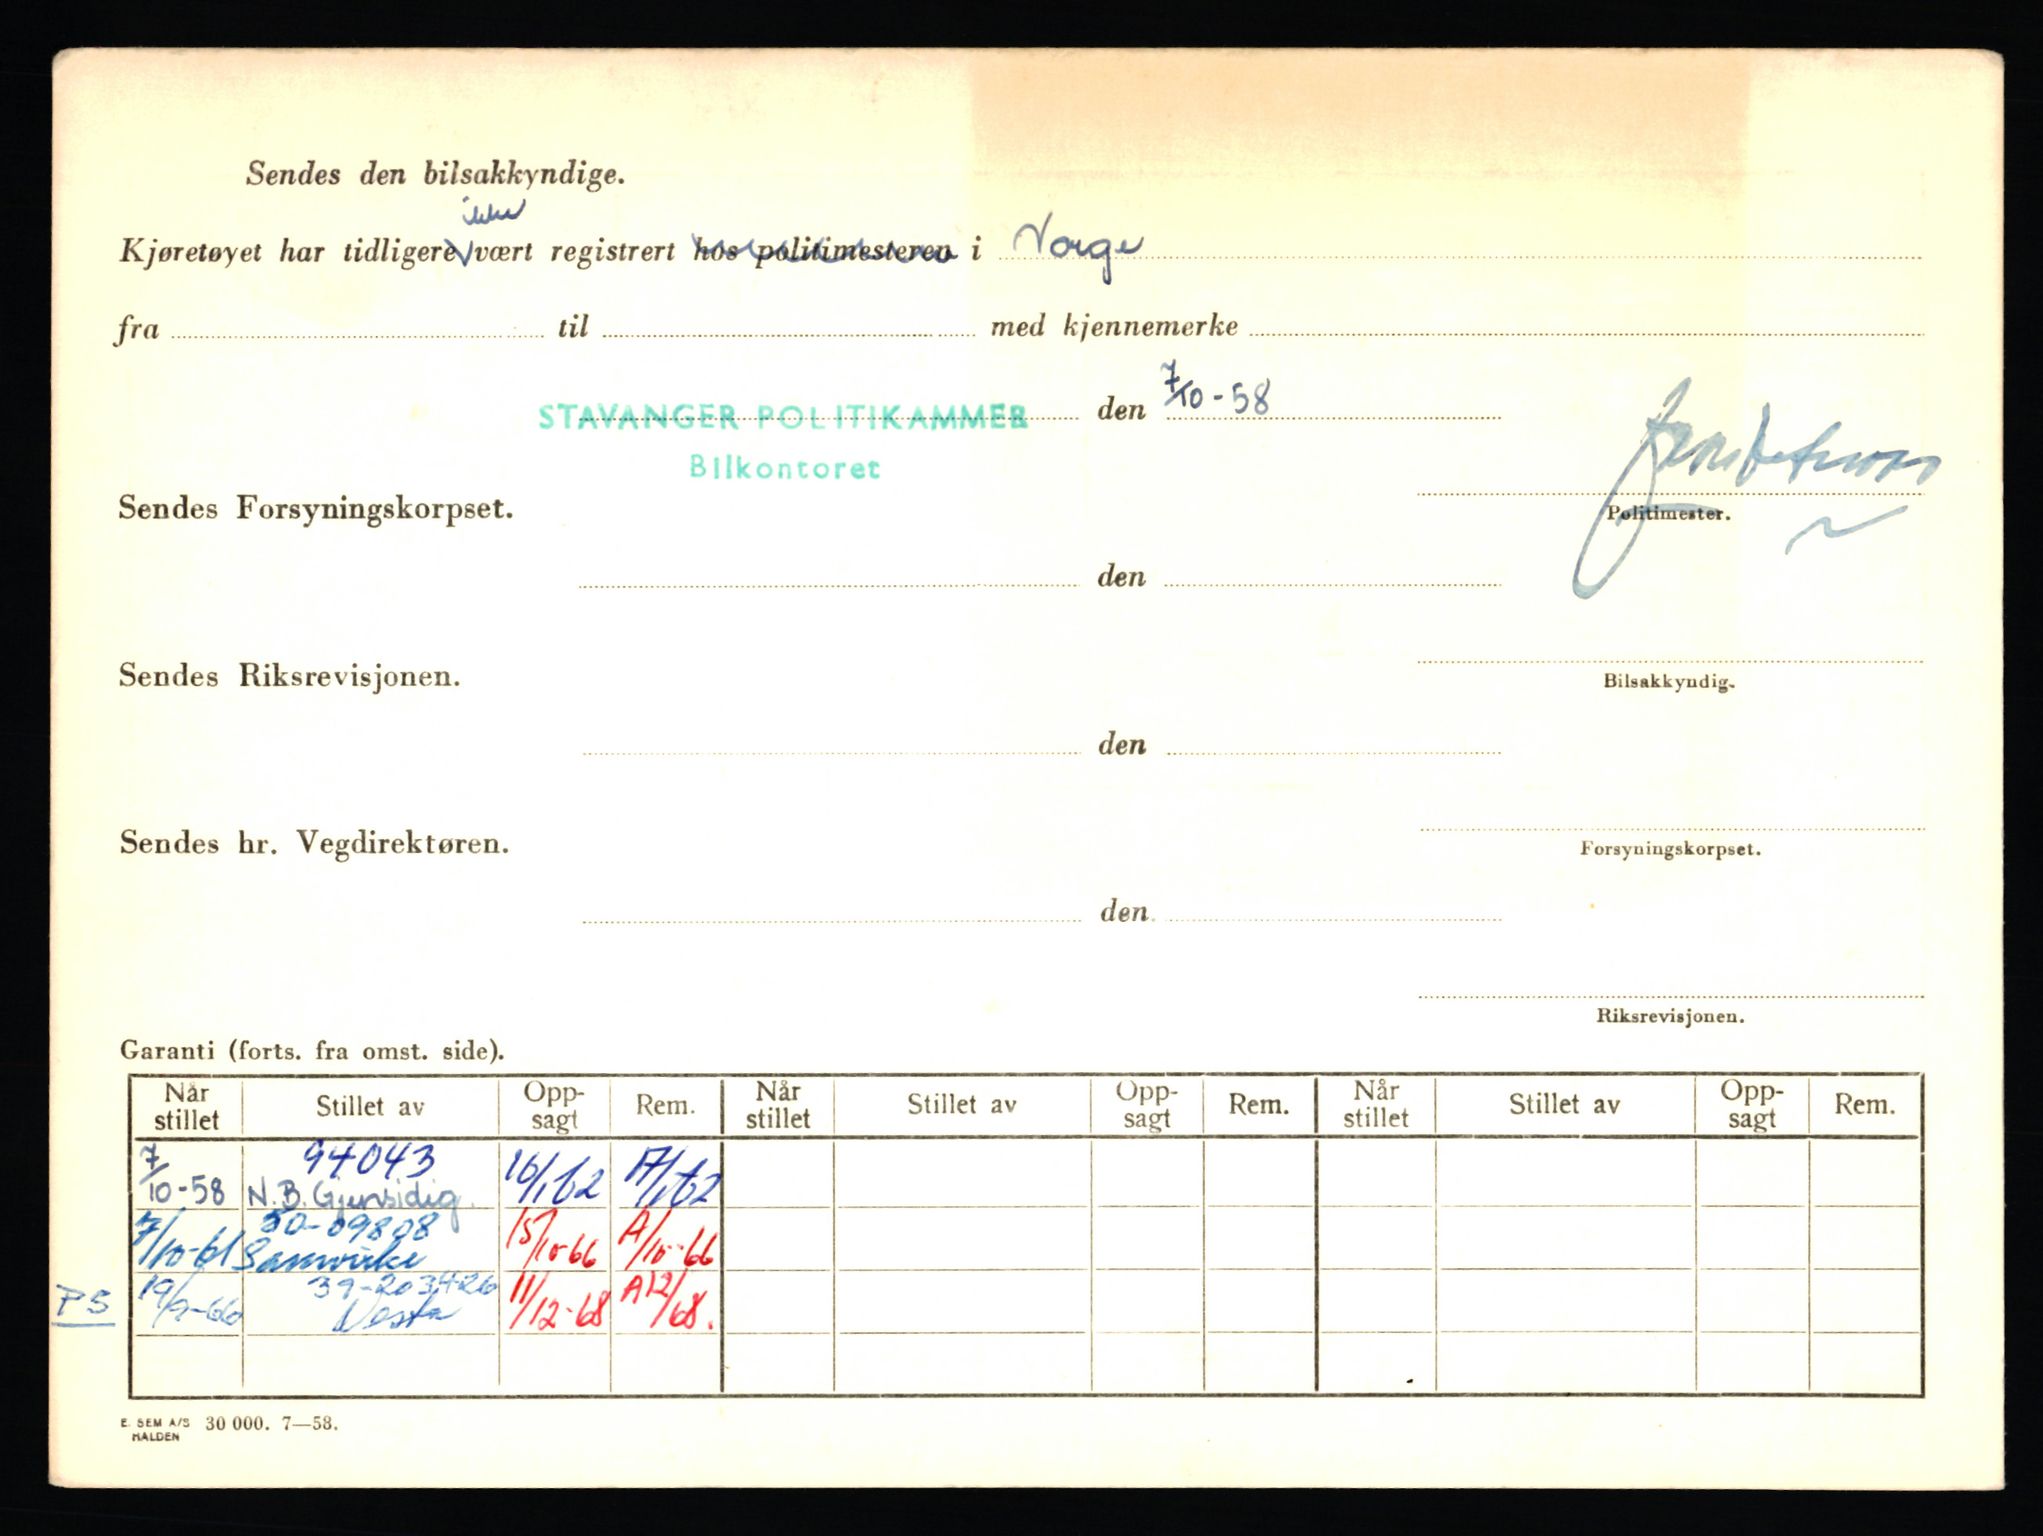 Sendes den bilsakkyndige.
ikke
Kjøretøyet har tidligere vært registrert hos politimesteren i Norge
fra til med kjennemerke
STAVANGER POLITIKAMMER den 7/10-58
Bilkontoret
Sendes Forsyningskorpset.
Politimester.
den
Sendes Riksrevisjonen.
Bilsakkyndig.
den
Sendes hr. Vegdirektøren.
Forsyningskorpset.
den
Riksrevisjonen.
Garanti (forts. fra omst. side).
Når stillet Stillet av Opp-sagt Rem. Når stillet Stillet av Opp-sagt Rem. Når stillet Stillet av Opp-sagt Rem.
7/10-58 94043 N.B. Gjensidig. 16/1 62 17/1 62
7/10-61 50-09808 Samvirke 15/10-66 A/10-66
PS 19/9-66 39-203426 Vesta 11/12-68 A12/68.
E. SEM A/S HALDEN 30 000. 7—58.